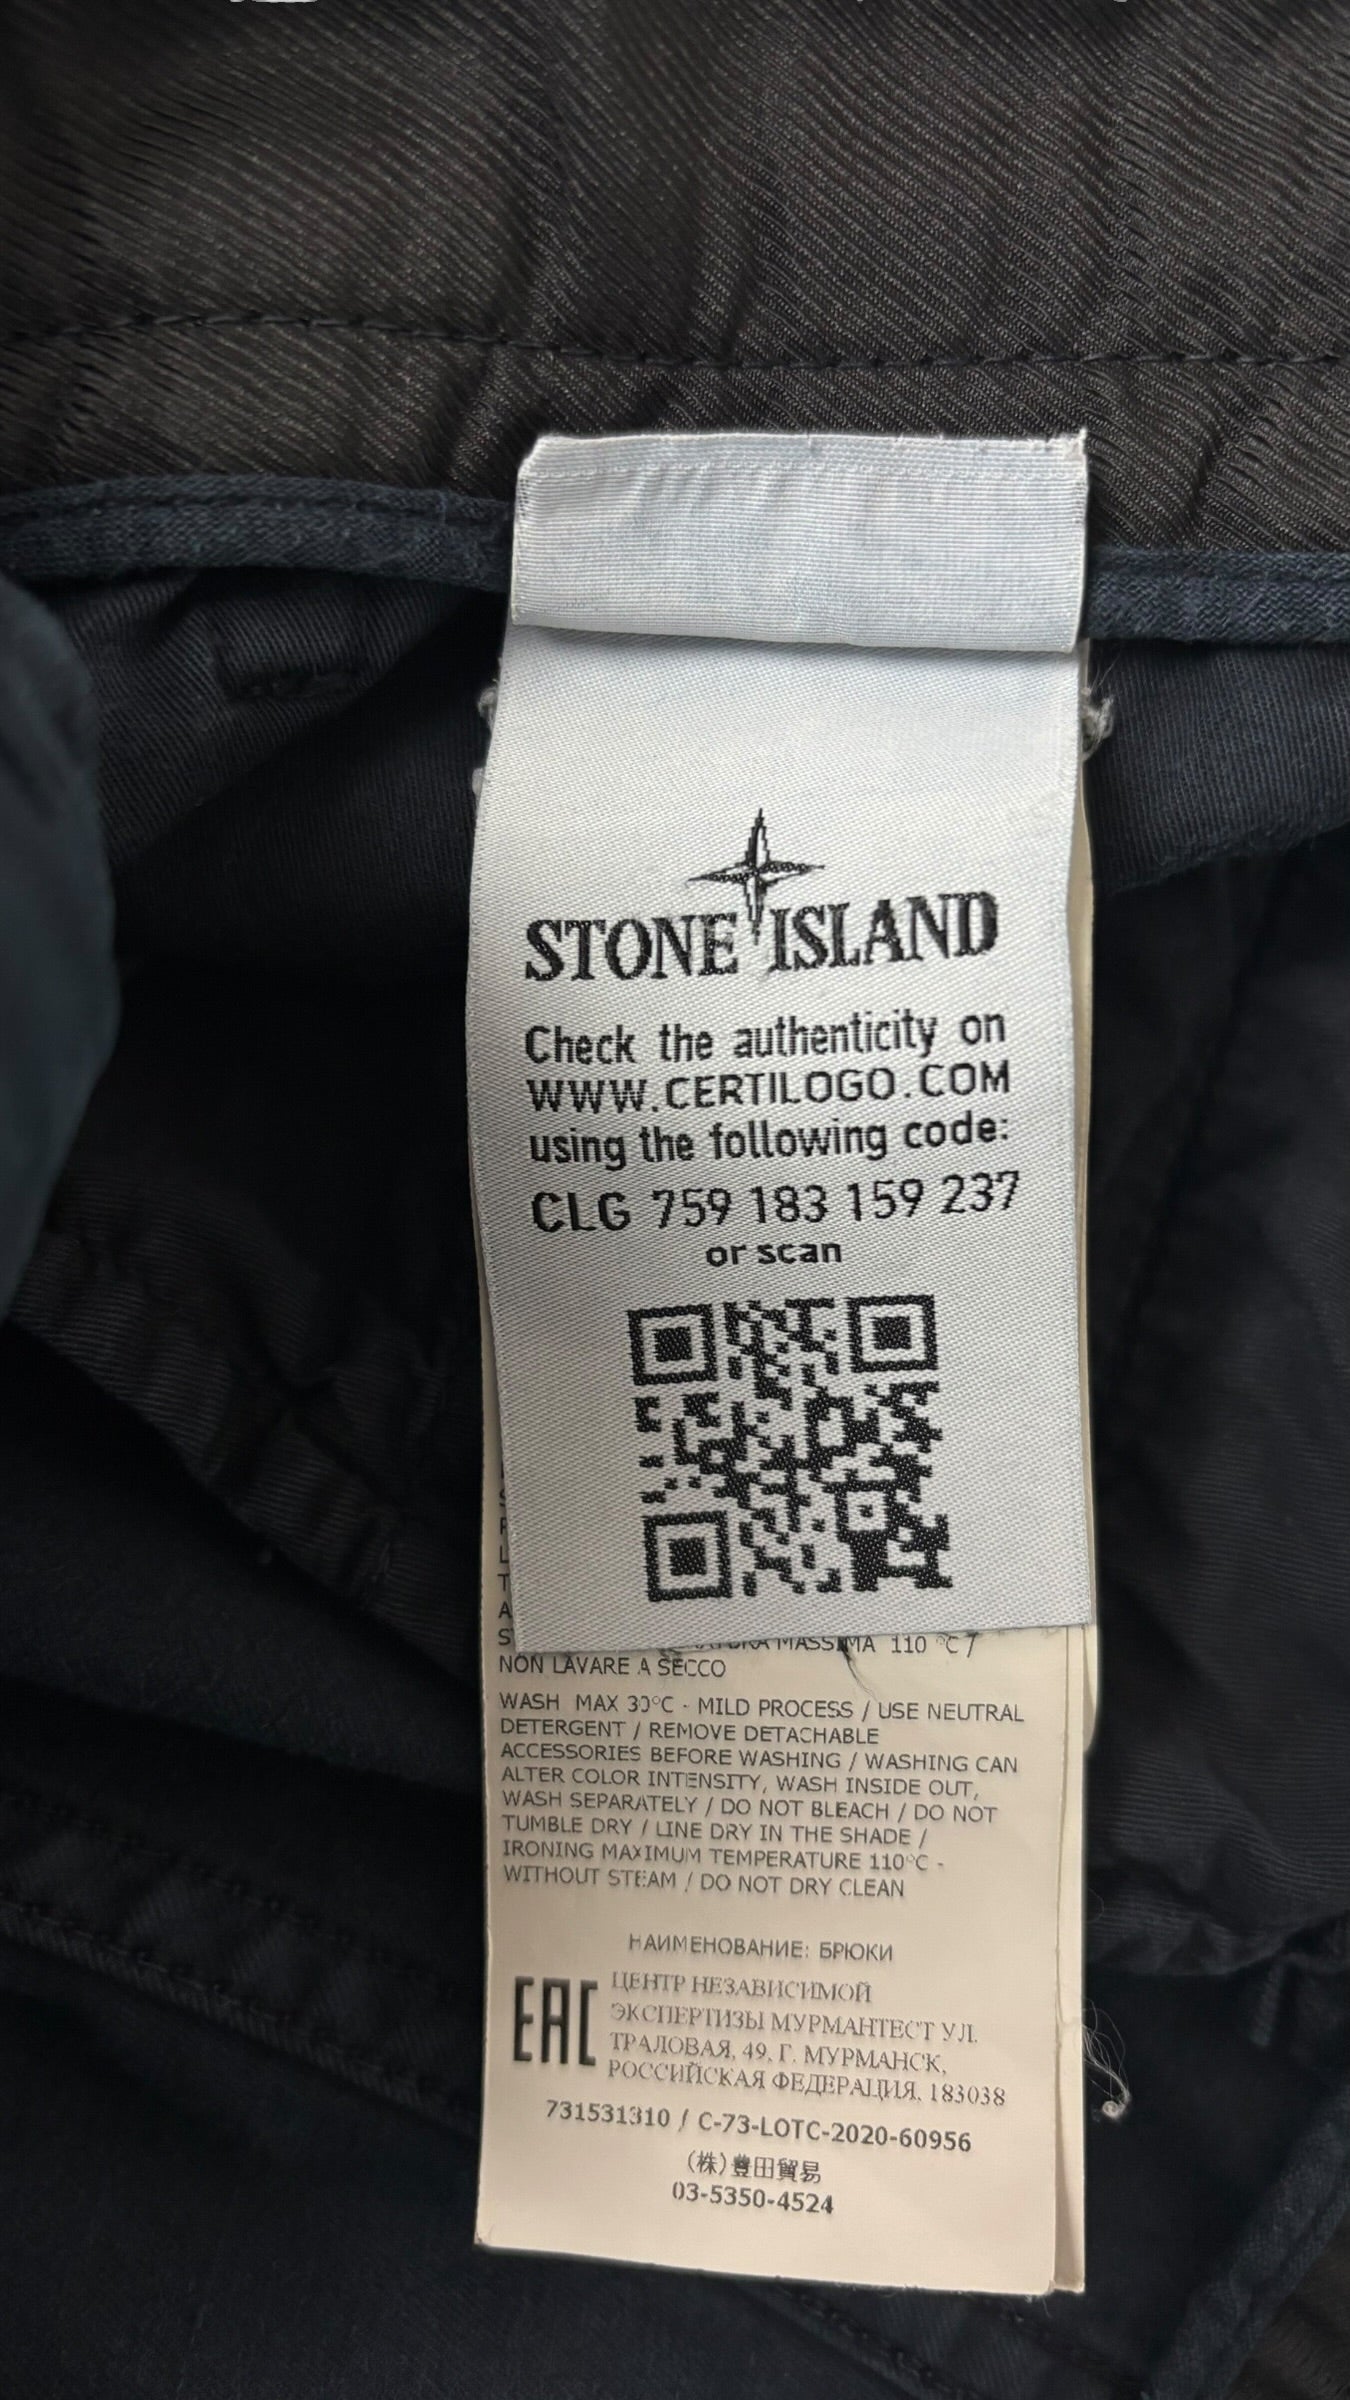 STONE ISLAND
Check the authenticity on
WWW.CERTILOGO.COM
using the following code:
CLG 759 183 159 237
or scan
MASSIMA 110 °C /
NON LAVARE A SECCO
WASH MAX 30°C - MILD PROCESS / USE NEUTRAL
DETERGENT / REMOVE DETACHABLE
ACCESSORIES BEFORE WASHING / WASHING CAN
ALTER COLOR INTENSITY, WASH INSIDE OUT,
WASH SEPARATELY / DO NOT BLEACH / DO NOT
TUMBLE DRY / LINE DRY IN THE SHADE /
IRONING MAXIMUM TEMPERATURE 110°C -
WITHOUT STEAM / DO NOT DRY CLEAN
НАИМЕНОВАНИЕ: БРЮКИ
EAC
ЦЕНТР НЕЗАВИСИМОЙ
ЭКСПЕРТИЗЫ МУРМАНТЕСТ УЛ.
ТРАЛОВАЯ, 49, Г. МУРМАНСК,
РОССИЙСКАЯ ФЕДЕРАЦИЯ, 183038
731531310 / C-73-LOTC-2020-60956
(株)豊田貿易
03-5350-4524